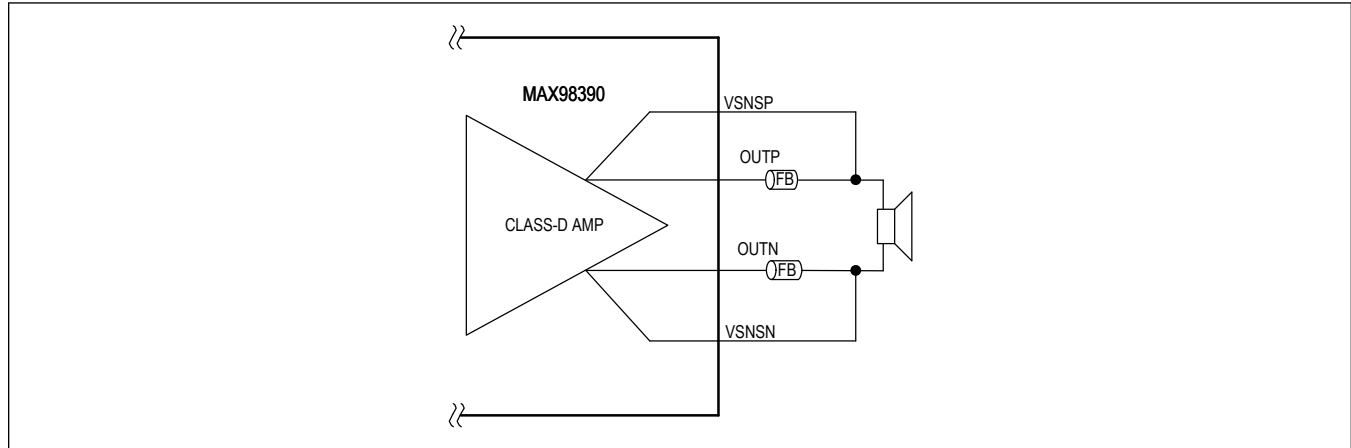 MAX98390
VSNSP
OUTP
FB
CLASS-D AMP
OUTN
FB
VSNSN